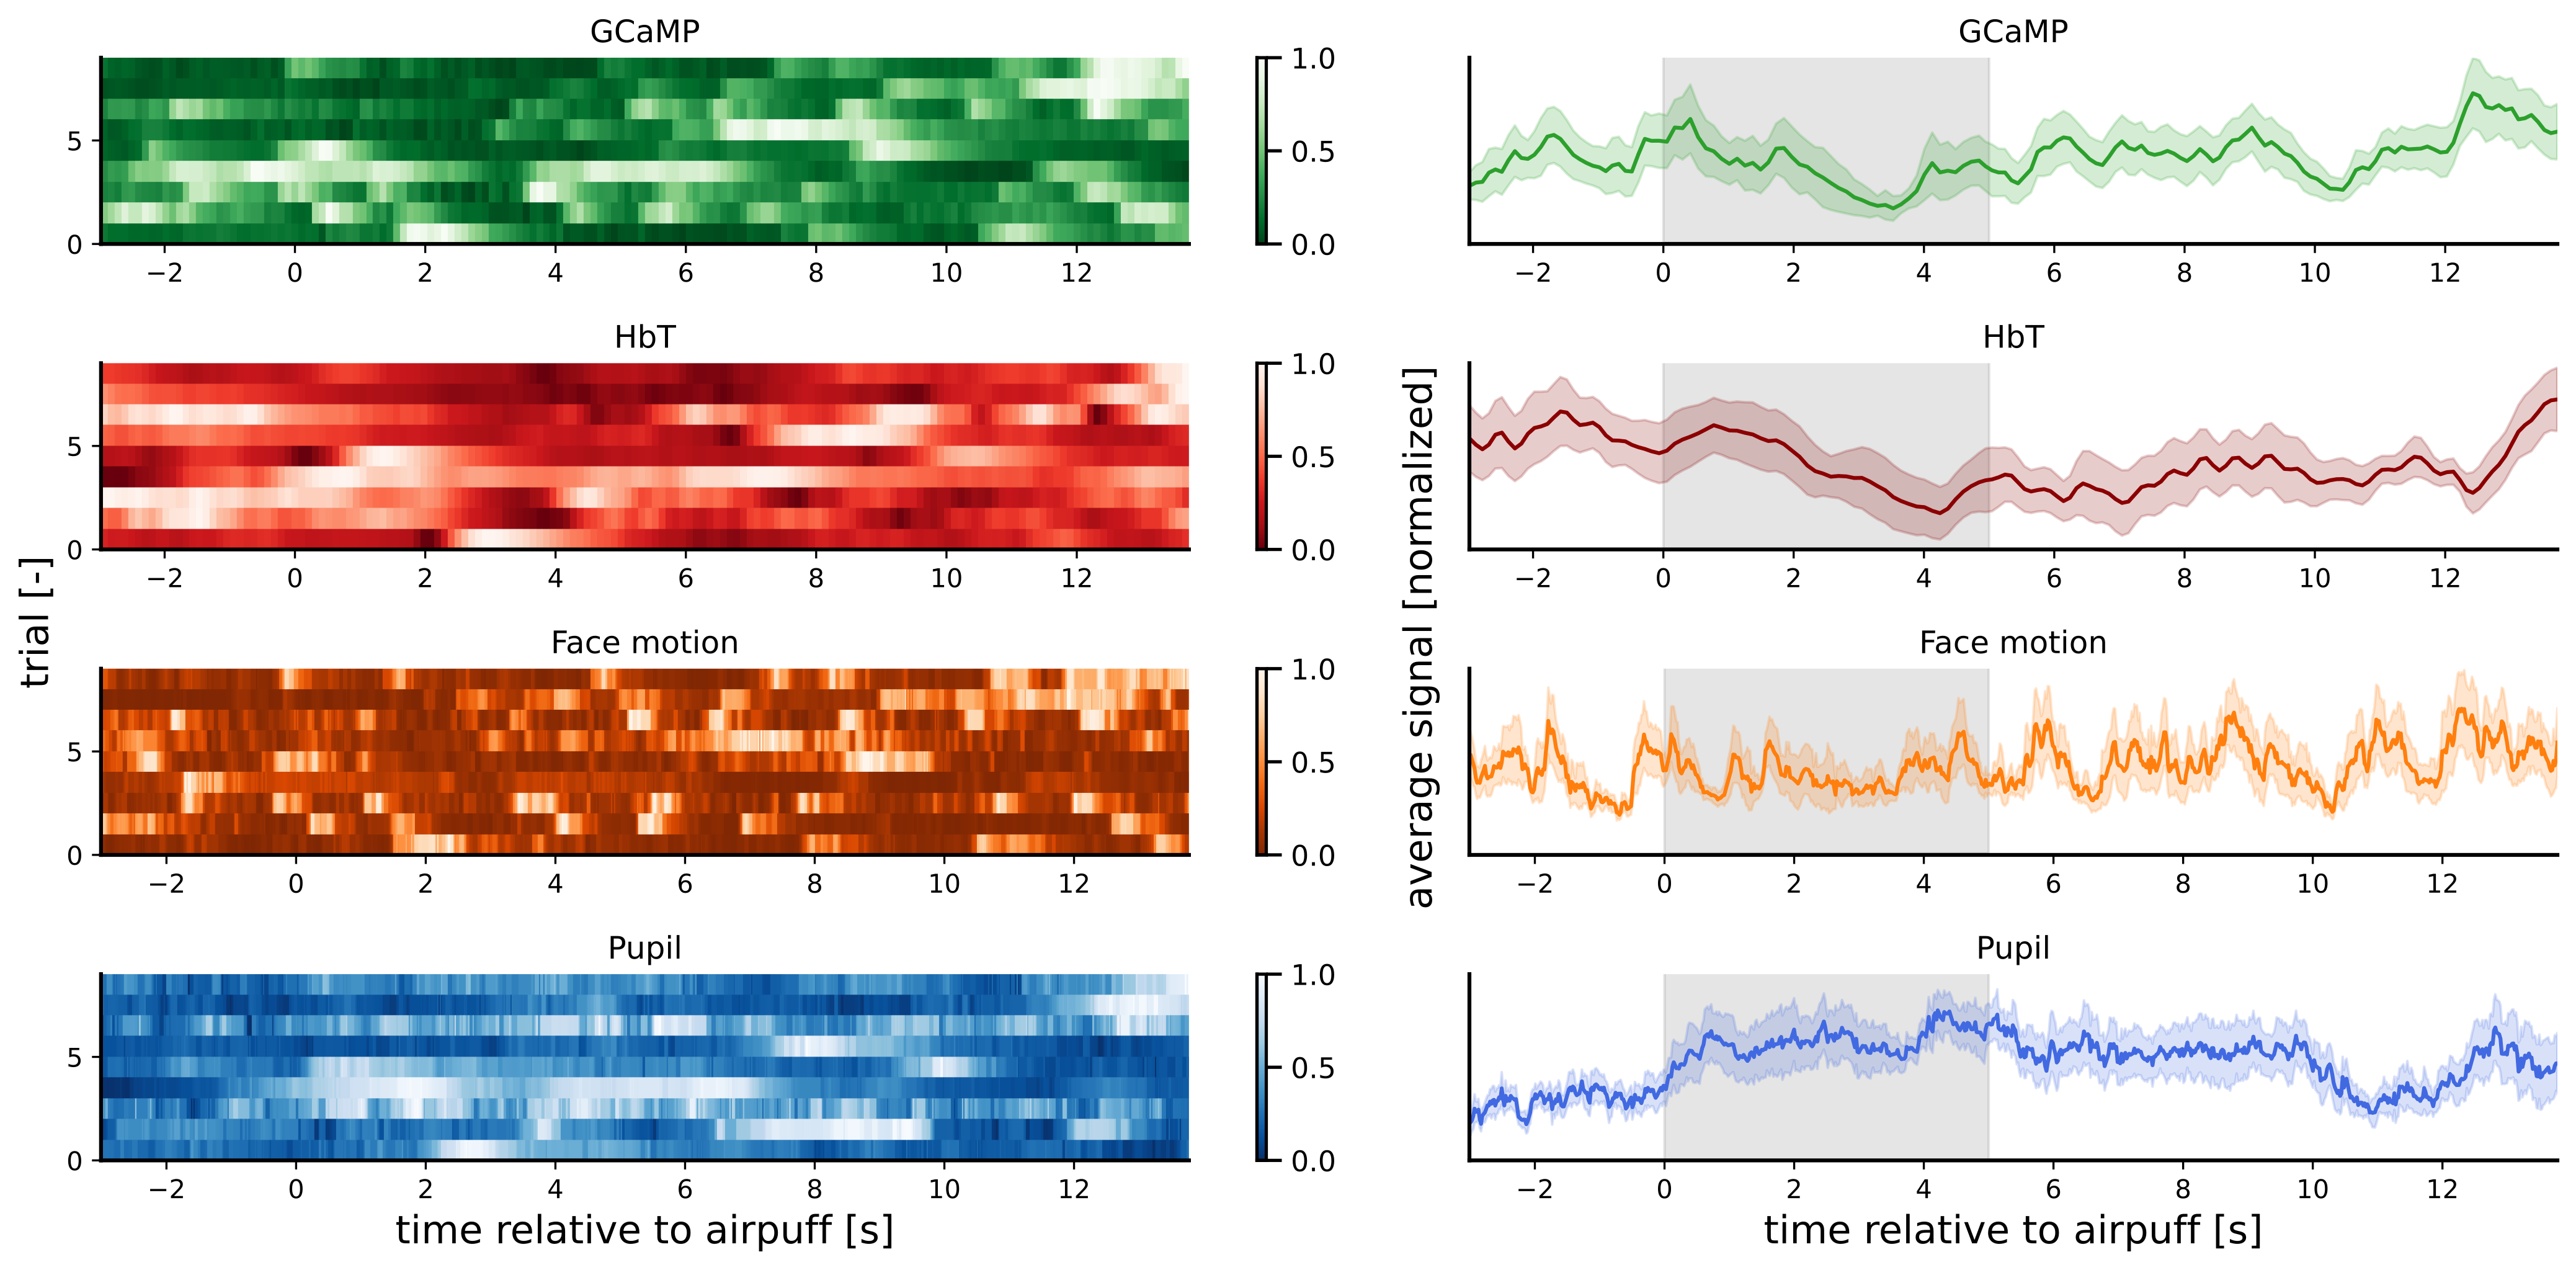 GCaMP
5
0
−2 0 2 4 6 8 10 12
1.0
0.5
0.0
HbT
5
0
−2 0 2 4 6 8 10 12
1.0
0.5
0.0
Face motion
5
0
−2 0 2 4 6 8 10 12
1.0
0.5
0.0
Pupil
5
0
−2 0 2 4 6 8 10 12
1.0
0.5
0.0
trial [-]
time relative to airpuff [s]
GCaMP
−2 0 2 4 6 8 10 12
HbT
−2 0 2 4 6 8 10 12
Face motion
−2 0 2 4 6 8 10 12
Pupil
−2 0 2 4 6 8 10 12
average signal [normalized]
time relative to airpuff [s]